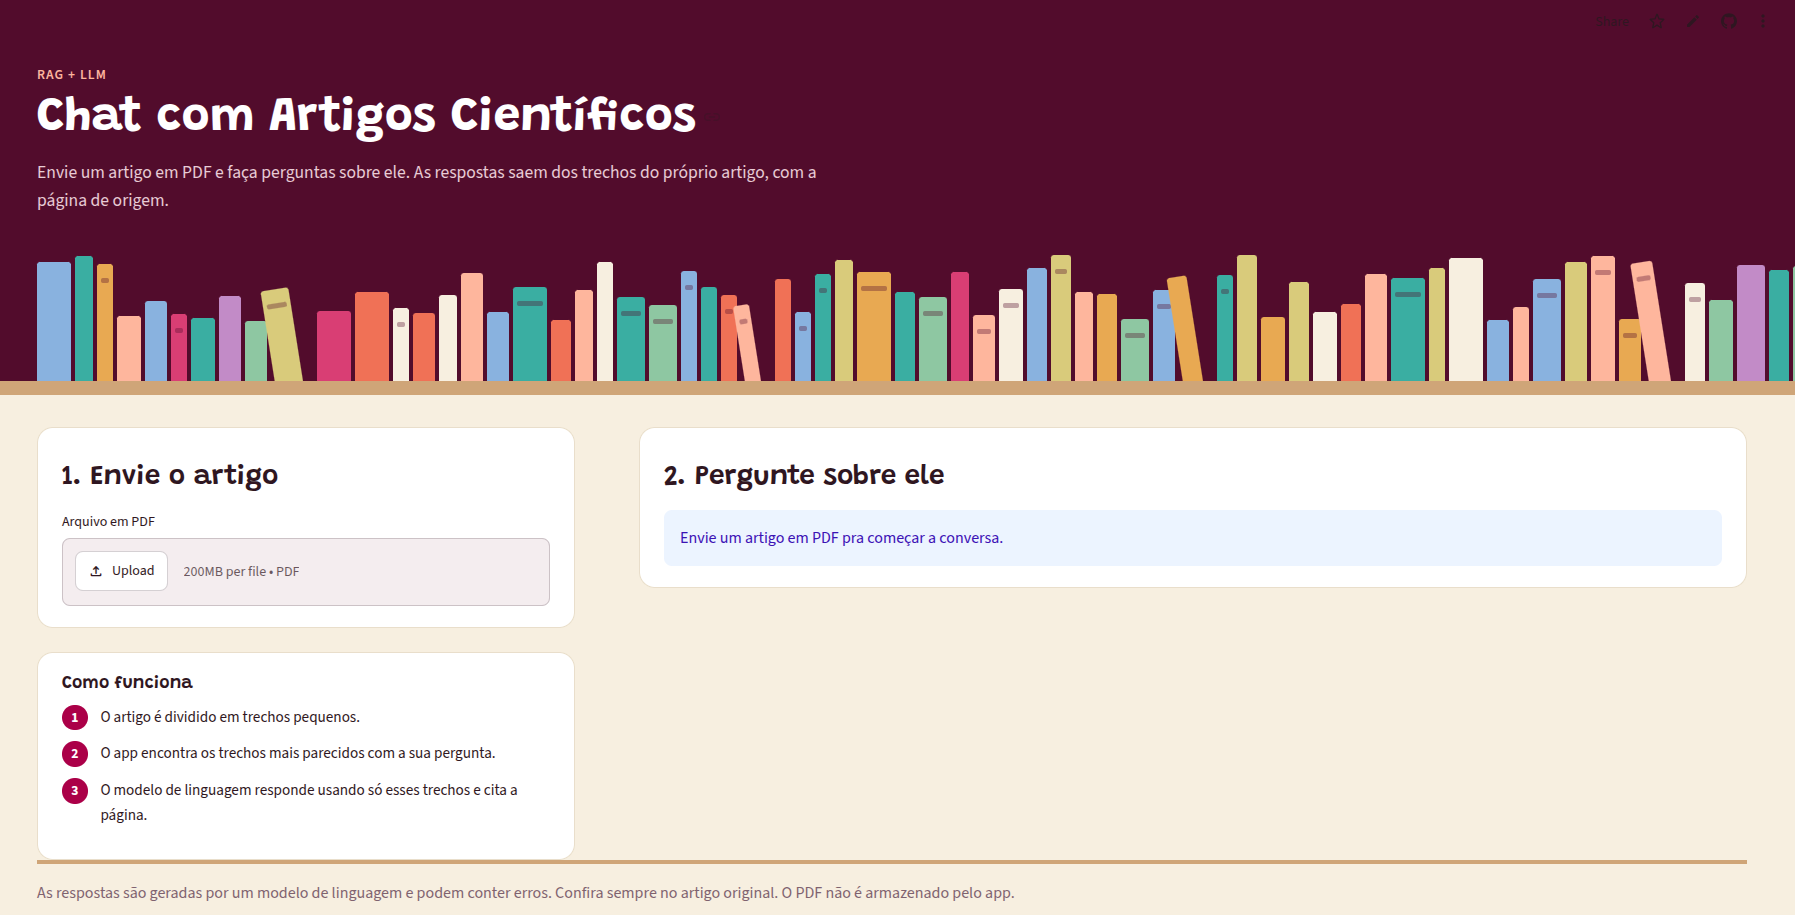 Share
RAG + LLM
Chat com Artigos Científicos
Envie um artigo em PDF e faça perguntas sobre ele. As respostas saem dos trechos do próprio artigo, com a
página de origem.
1. Envie o artigo
Arquivo em PDF
Upload
200MB per file • PDF
Como funciona
1 O artigo é dividido em trechos pequenos.
2 O app encontra os trechos mais parecidos com a sua pergunta.
3 O modelo de linguagem responde usando só esses trechos e cita a
página.
2. Pergunte sobre ele
Envie um artigo em PDF pra começar a conversa.
As respostas são geradas por um modelo de linguagem e podem conter erros. Confira sempre no artigo original. O PDF não é armazenado pelo app.